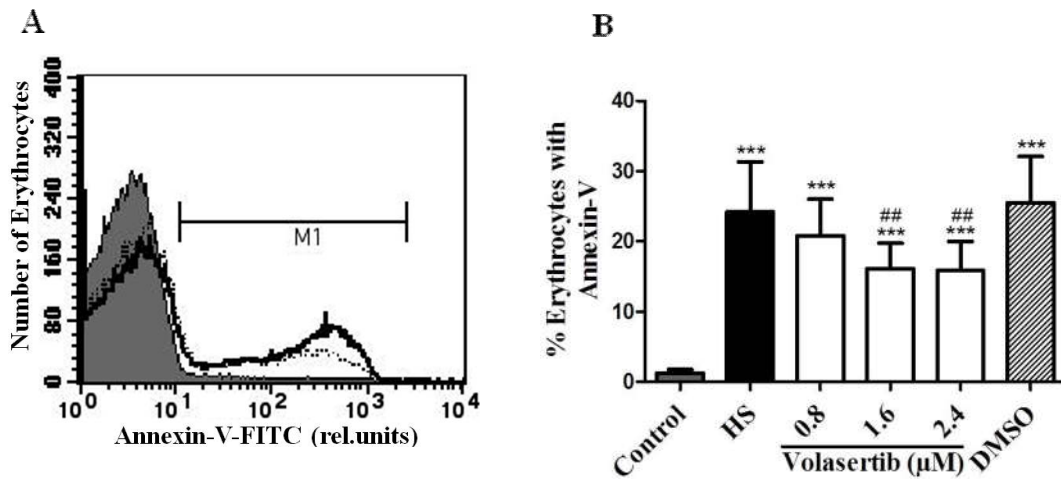 A
Number of Erythrocytes
400
320
240
160
80
0
M1
10^0 10^1 10^2 10^3 10^4
Annexin-V-FITC (rel.units)
B
% Erythrocytes with
Annexin-V
40
30
20
10
0
***
***
##
***
##
***
***
Control
HS
0.8
1.6
2.4
DMSO
Volasertib (μM)